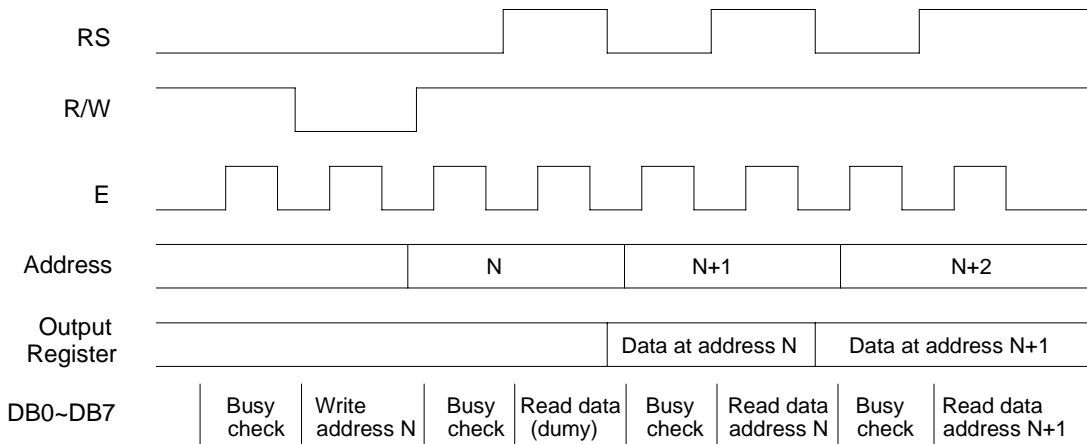 RS
R/W
E
Address
N
N+1
N+2
Output
Register
Data at address N
Data at address N+1
DB0~DB7
Busy
check
Write
address N
Busy
check
Read data
(dumy)
Busy
check
Read data
address N
Busy
check
Read data
address N+1